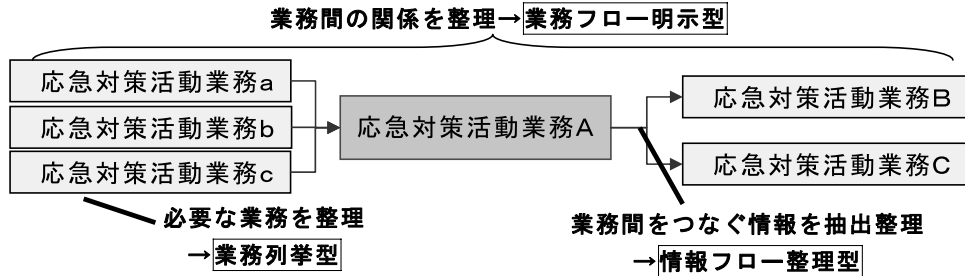 業務間の関係を整理→業務フロー明示型
応急対策活動業務a
応急対策活動業務b
応急対策活動業務c
応急対策活動業務A
応急対策活動業務B
応急対策活動業務C
必要な業務を整理
→業務列挙型
業務間をつなぐ情報を抽出整理
→情報フロー整理型